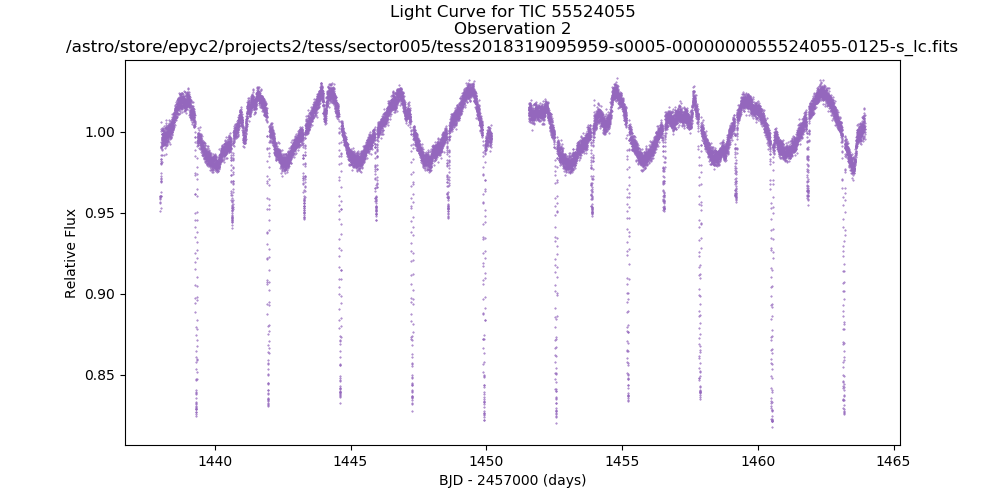 Light Curve for TIC 55524055
Observation 2
/astro/store/epyc2/projects2/tess/sector005/tess2018319095959-s0005-0000000055524055-0125-s_lc.fits
1.00
0.95
0.90
0.85
Relative Flux
1440
1445
1450
1455
1460
1465
BJD - 2457000 (days)